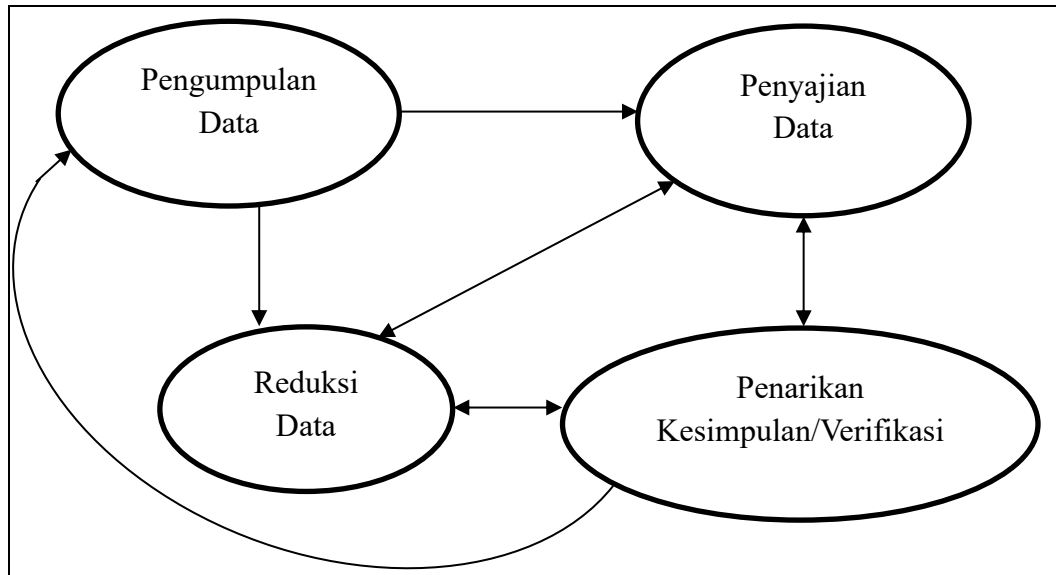 Pengumpulan
Data
Penyajian
Data
Reduksi
Data
Penarikan
Kesimpulan/Verifikasi